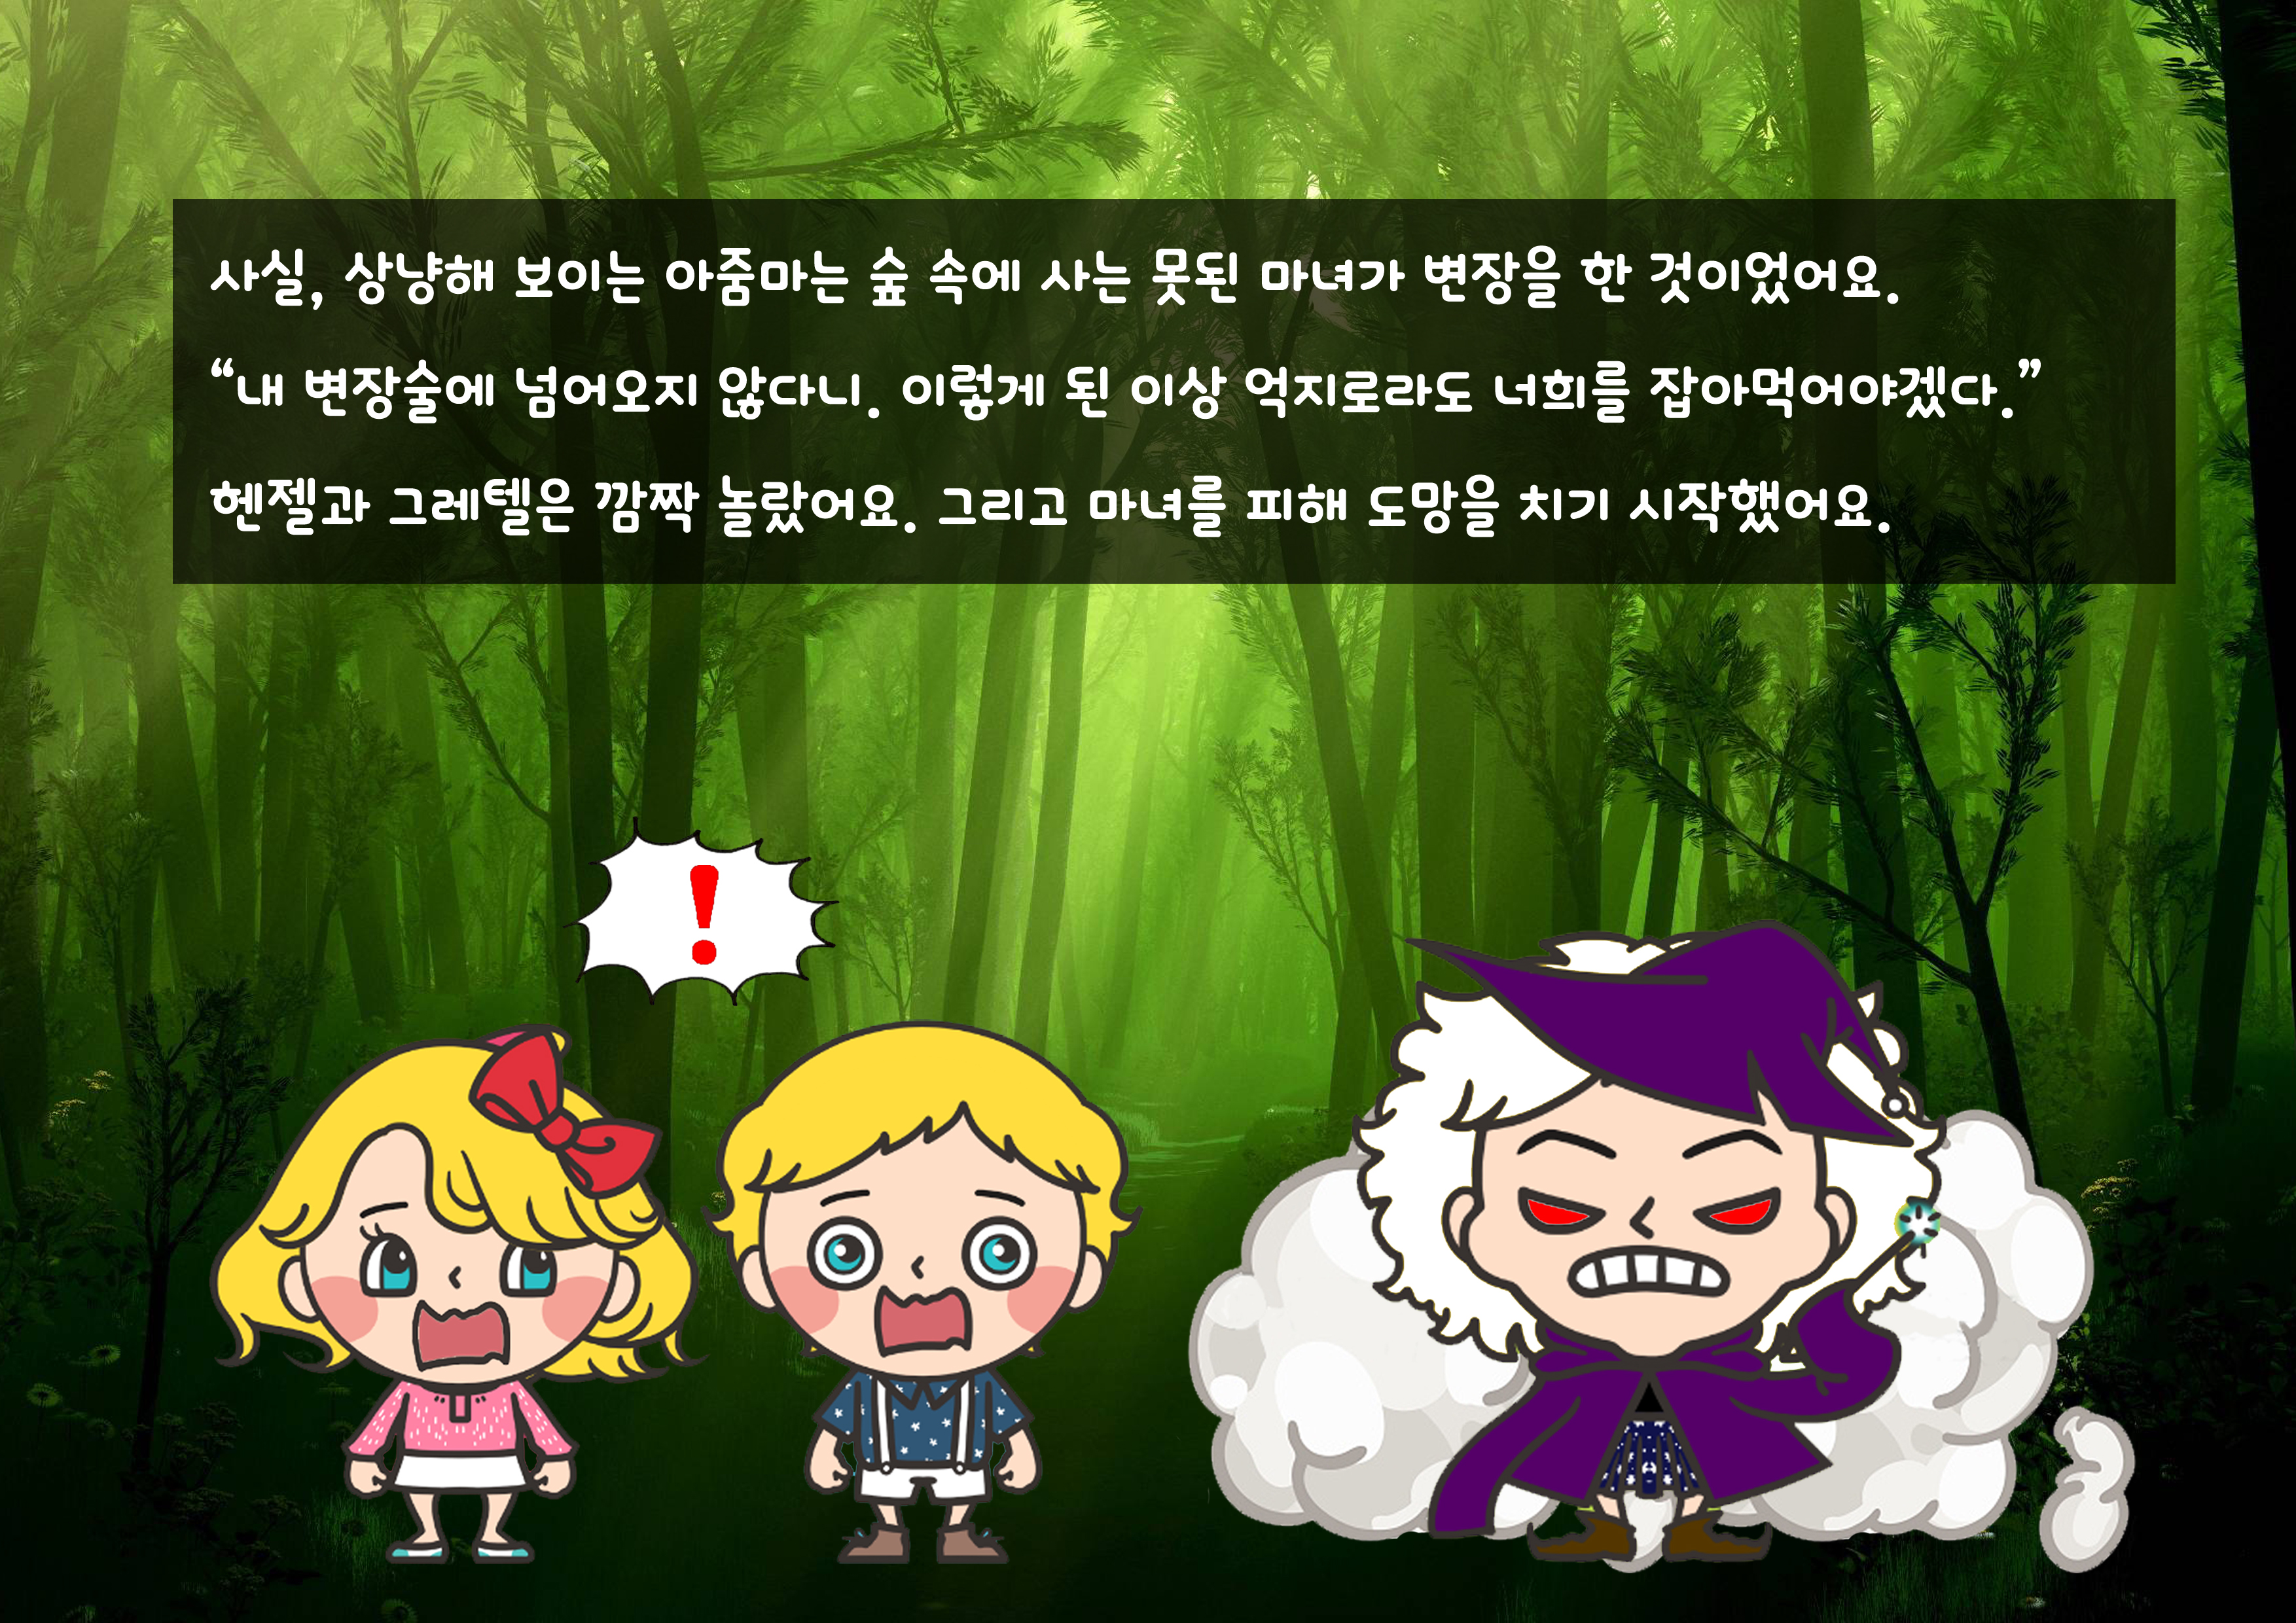 사실, 상냥해 보이는 아줌마는 숲 속에 사는 못된 마녀가 변장을 한 것이었어요.
“내 변장술에 넘어오지 않다니. 이렇게 된 이상 억지로라도 너희를 잡아먹어야겠다.”
헨젤과 그레텔은 깜짝 놀랐어요. 그리고 마녀를 피해 도망을 치기 시작했어요.
!